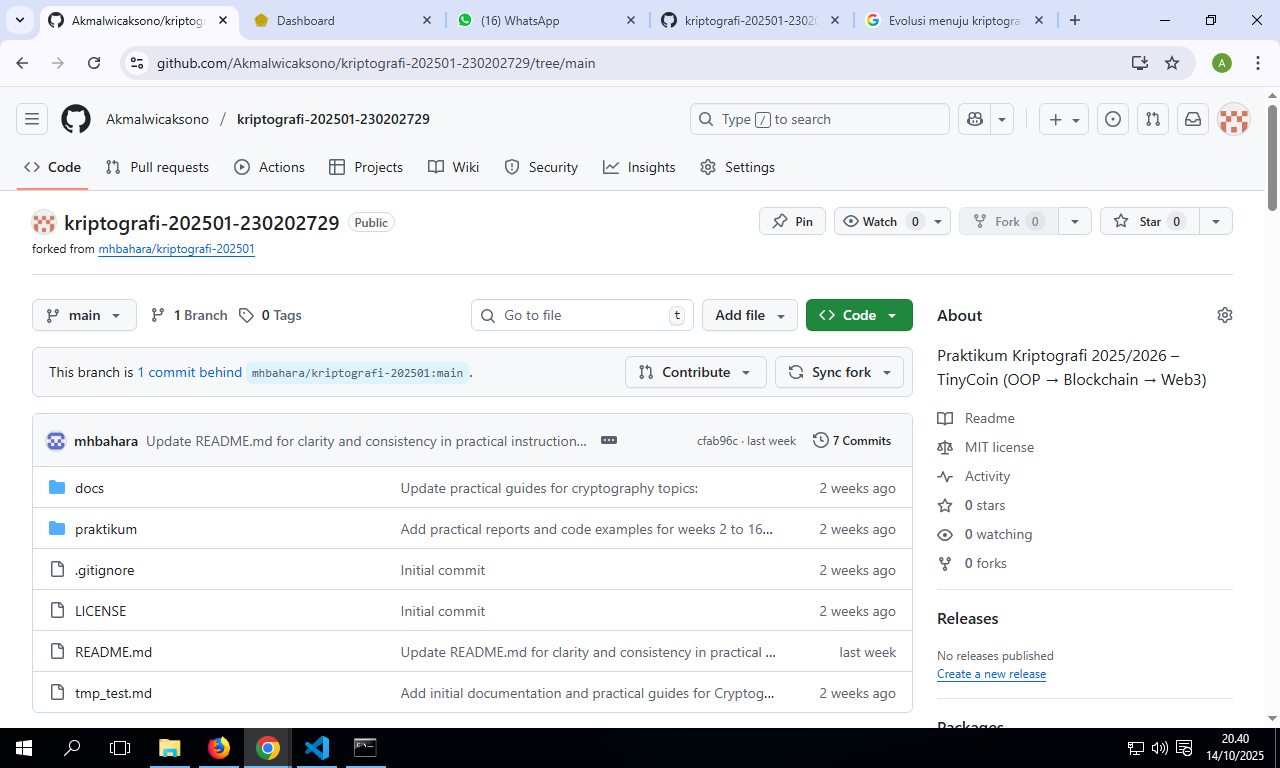 Akmalwicaksono/kriptogr
Dashboard
(16) WhatsApp
kriptografi-202501-23020
Evolusi menuju kriptogra
github.com/Akmalwicaksono/kriptografi-202501-230202729/tree/main
A
Akmalwicaksono / kriptografi-202501-230202729
Type / to search
Code
Pull requests
Actions
Projects
Wiki
Security
Insights
Settings
kriptografi-202501-230202729 Public
Pin
Watch 0
Fork 0
Star 0
forked from mhbahara/kriptografi-202501
main
1 Branch
0 Tags
Go to file t
Add file
Code
This branch is 1 commit behind mhbahara/kriptografi-202501:main .
Contribute
Sync fork
mhbahara Update README.md for clarity and consistency in practical instruction...
cfab96c · last week
7 Commits
docs Update practical guides for cryptography topics: 2 weeks ago
praktikum Add practical reports and code examples for weeks 2 to 16... 2 weeks ago
.gitignore Initial commit 2 weeks ago
LICENSE Initial commit 2 weeks ago
README.md Update README.md for clarity and consistency in practical ... last week
tmp_test.md Add initial documentation and practical guides for Cryptog... 2 weeks ago
About
Praktikum Kriptografi 2025/2026 –
TinyCoin (OOP → Blockchain → Web3)
Readme
MIT license
Activity
0 stars
0 watching
0 forks
Releases
No releases published
Create a new release
Packages
20.40
14/10/2025